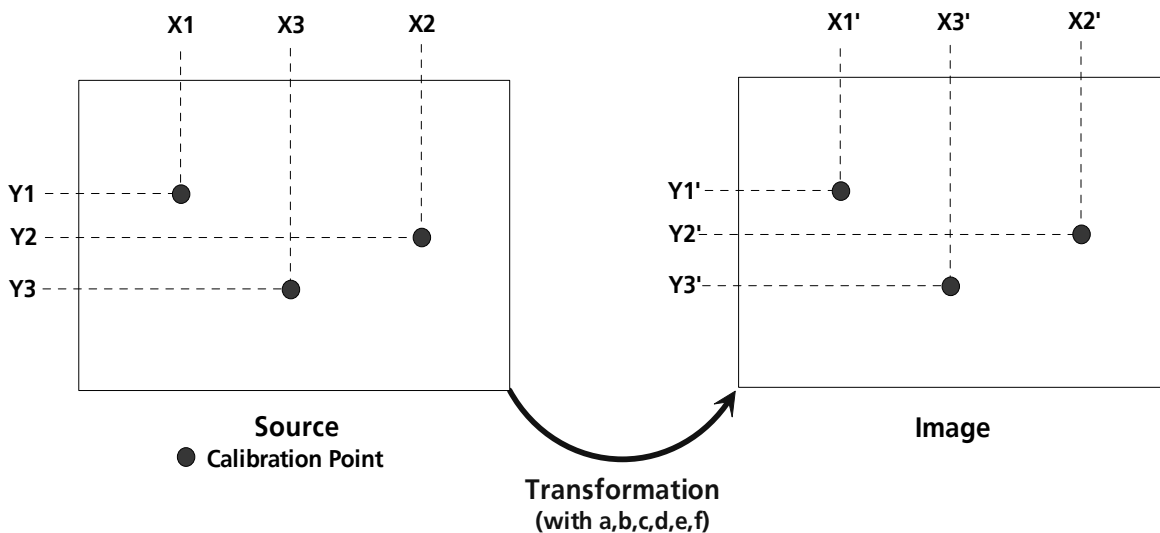 X1 X3 X2
X1' X3' X2'
Y1
Y2
Y3
Y1'
Y2'
Y3'
Source
Calibration Point
Image
Transformation
(with a,b,c,d,e,f)